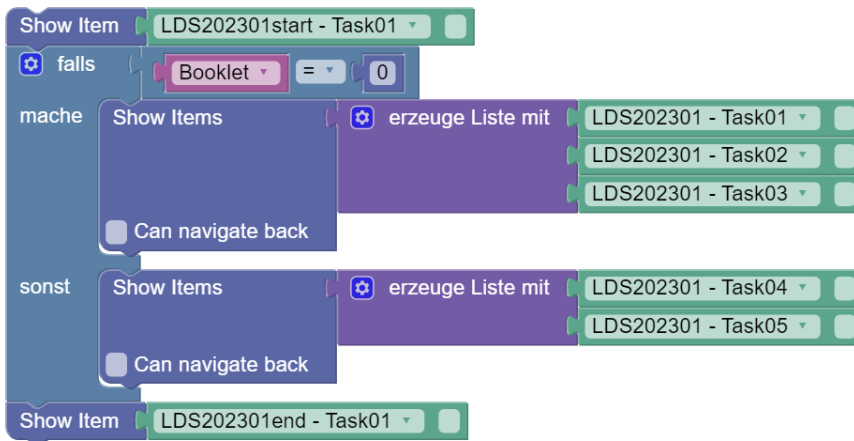 Show Item LDS202301start - Task01
falls Booklet = 0
mache Show Items erzeuge Liste mit LDS202301 - Task01
LDS202301 - Task02
LDS202301 - Task03
Can navigate back
sonst Show Items erzeuge Liste mit LDS202301 - Task04
LDS202301 - Task05
Can navigate back
Show Item LDS202301end - Task01